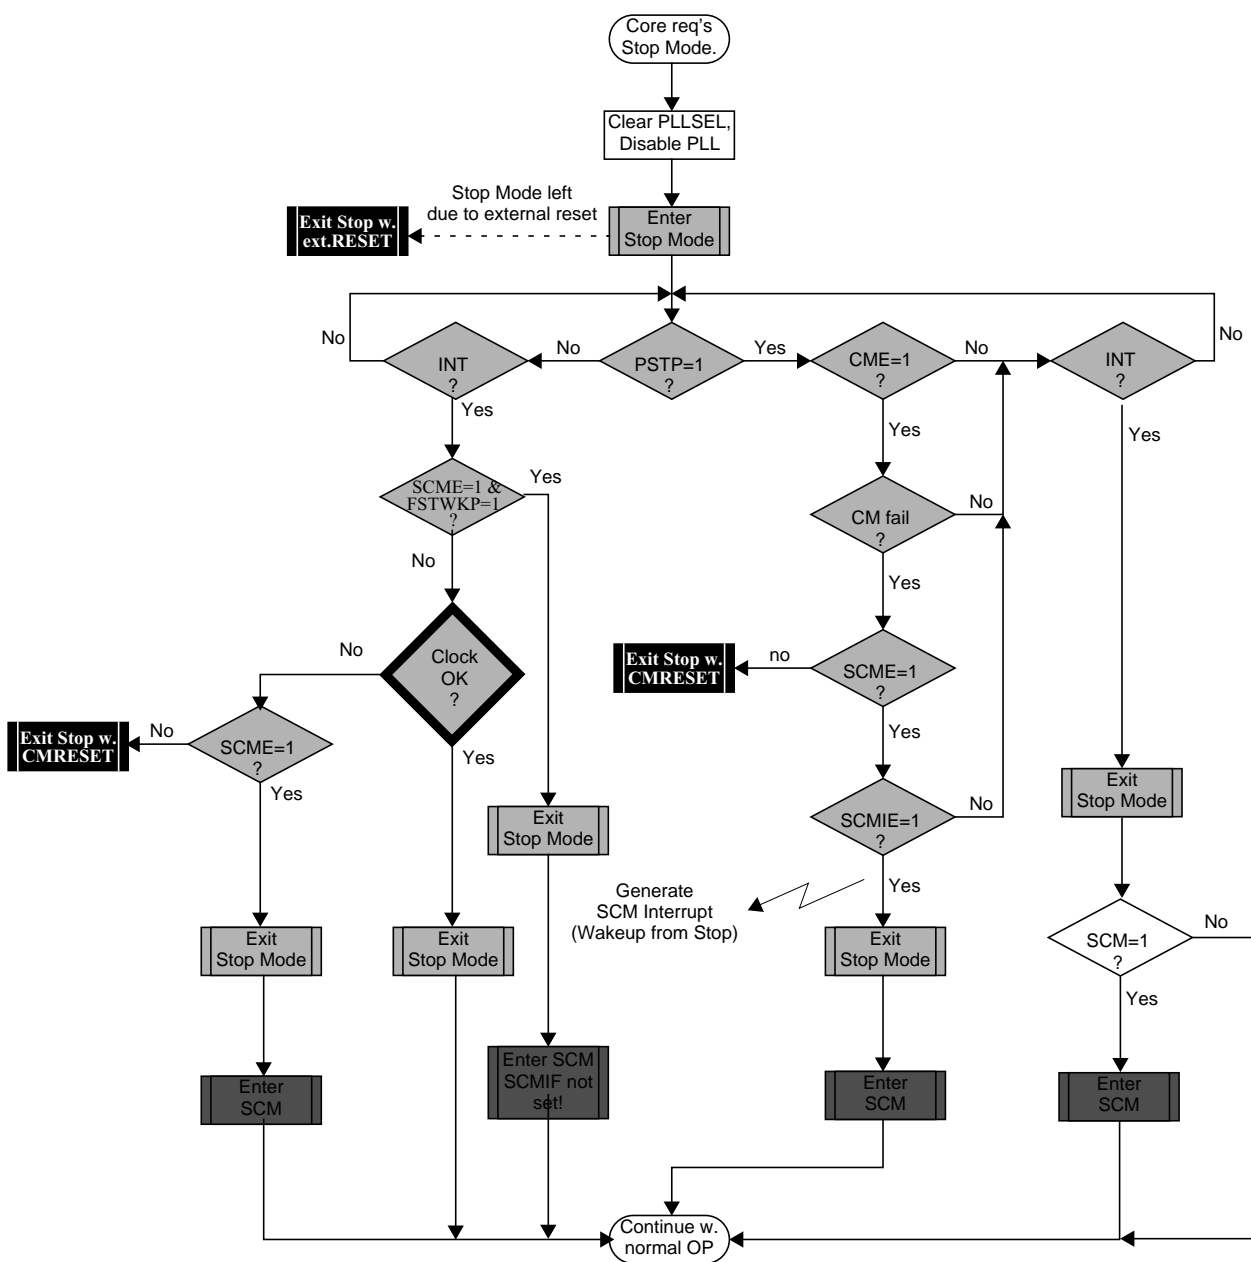 Core req's
Stop Mode.
Clear PLLSEL,
Disable PLL
Stop Mode left
due to external reset
Exit Stop w.
ext.RESET
Enter
Stop Mode
No
INT
?
No
PSTP=1
?
Yes
CME=1
?
No
INT
?
No
Yes
Yes
Yes
SCME=1 &
FSTWKP=1
?
Yes
CM fail
?
No
No
Yes
No
Clock
OK
?
Exit Stop w.
CMRESET
no
SCME=1
?
Exit Stop w.
CMRESET
No
SCME=1
?
Yes
Yes
Yes
Exit
Stop Mode
Exit
Stop Mode
SCMIE=1
?
No
Generate
SCM Interrupt
(Wakeup from Stop)
Yes
Exit
Stop Mode
Exit
Stop Mode
Exit
Stop Mode
SCM=1
?
No
Yes
Enter
SCM
Enter SCM
SCMIF not
set!
Enter
SCM
Enter
SCM
Continue w.
normal OP